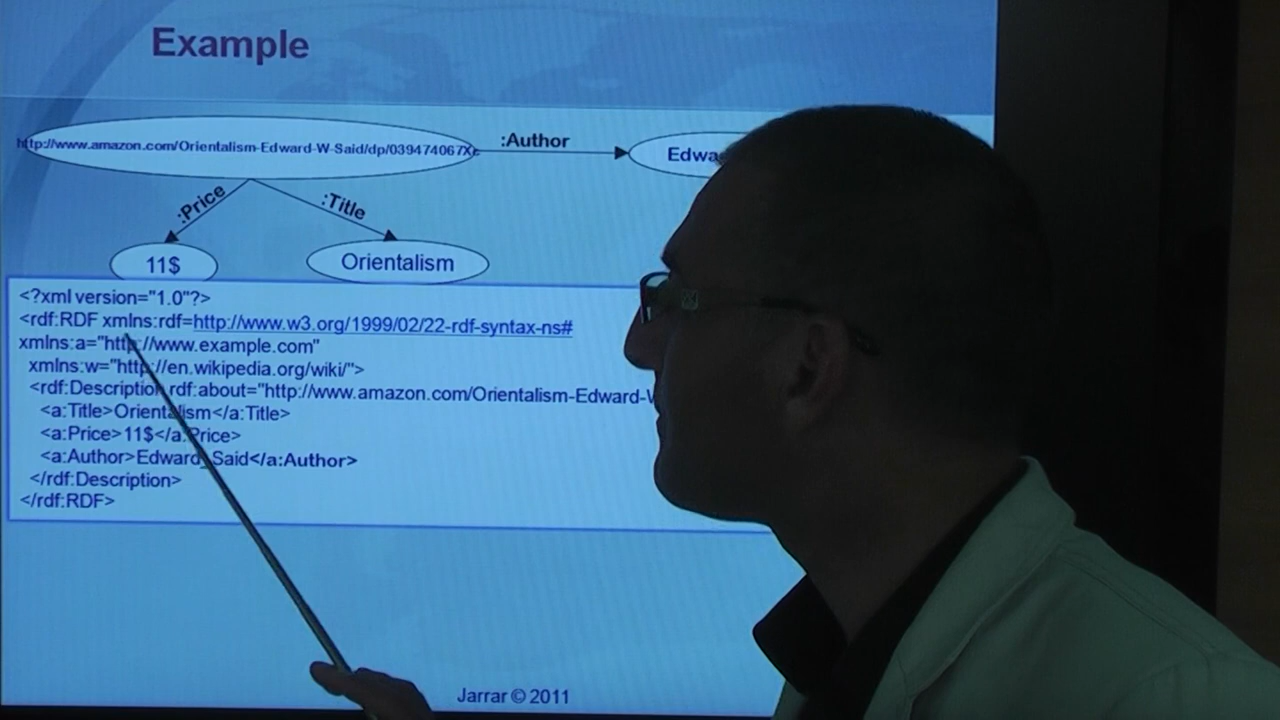 Example
http://www.amazon.com/Orientalism-Edward-W-Said/dp/039474067X
:Author
:Price
:Title
11$
Orientalism
<?xml version="1.0"?>
<rdf:RDF xmlns:rdf=http://www.w3.org/1999/02/22-rdf-syntax-ns#
xmlns:a="http://www.example.com"
xmlns:w="http://en.wikipedia.org/wiki/">
<rdf:Description rdf:about="http://www.amazon.com/Orientalism-Edward-
<a:Title>Orientalism</a:Title>
<a:Price>11$</a:Price>
<a:Author>Edward_Said</a:Author>
</rdf:Description>
</rdf:RDF>
Jarrar © 2011